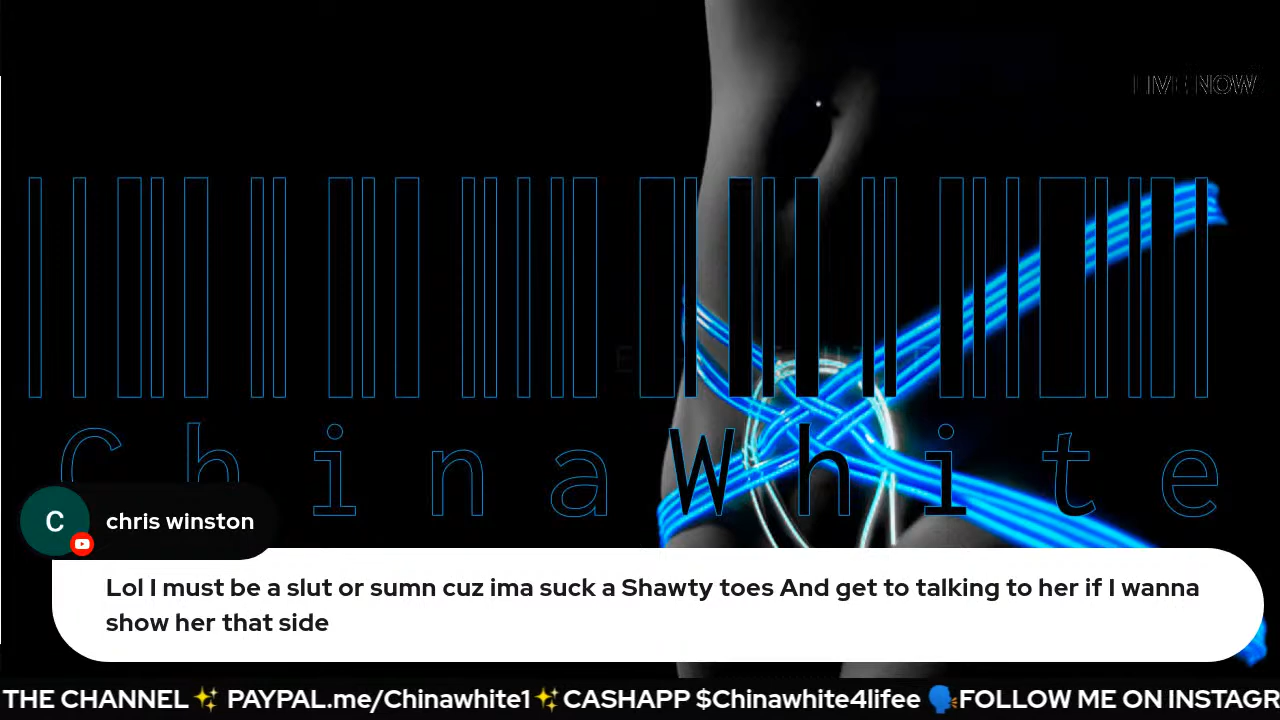 LIVE NOW
ChinaWhite
chris winston
C
Lol I must be a slut or sumn cuz ima suck a Shawty toes And get to talking to her if I wanna
show her that side
THE CHANNEL✨ PAYPAL.me/Chinawhite1✨CASHAPP $Chinawhite4lifee 🗣️FOLLOW ME ON INSTAGR